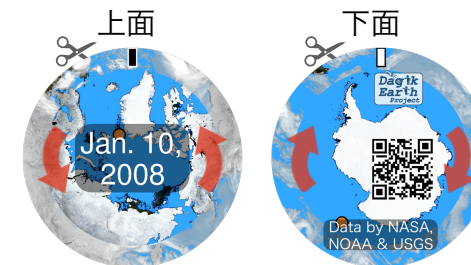 上面
下面
Jan. 10,
2008
Dagik
Earth
Project
Data by NASA,
NOAA & USGS